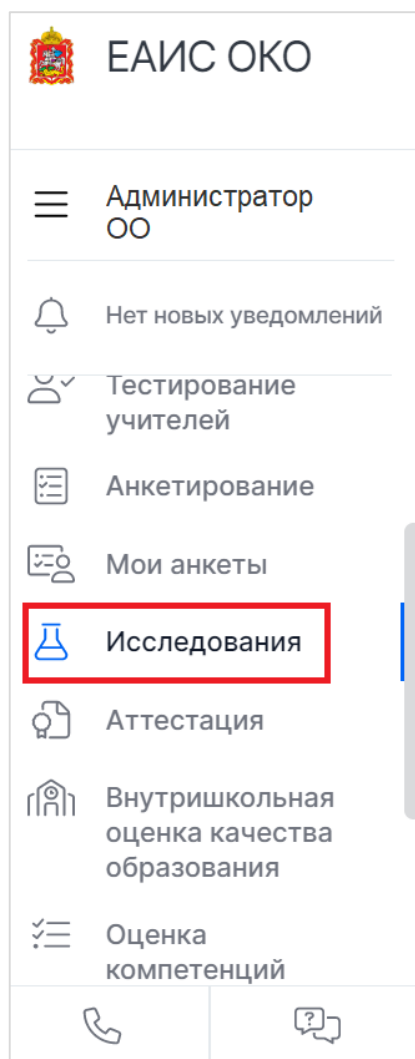 ЕАИС ОКО
Администратор
ОО
Нет новых уведомлений
Тестирование
учителей
Анкетирование
Мои анкеты
Исследования
Аттестация
Внутришкольная
оценка качества
образования
Оценка
компетенций